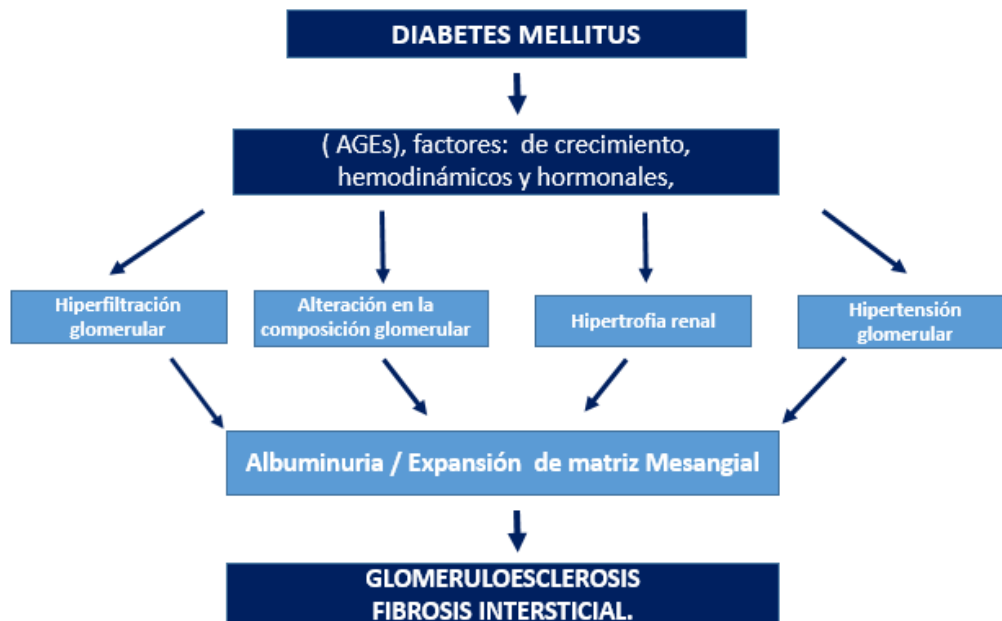 DIABETES MELLITUS
( AGEs), factores: de crecimiento,
hemodinámicos y hormonales,
Hiperfiltración
glomerular
Alteración en la
composición glomerular
Hipertrofia renal
Hipertensión
glomerular
Albuminuria / Expansión de matriz Mesangial
GLOMERULOESCLEROSIS
FIBROSIS INTERSTICIAL.